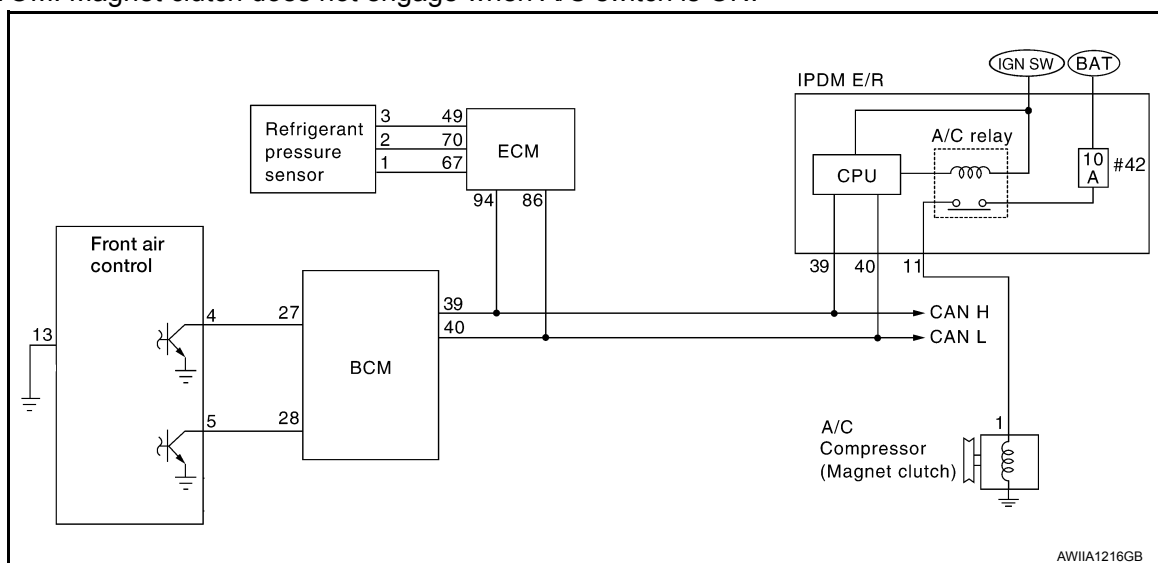 Magnet clutch does not engage when A/C switch is ON.
IGN SW
BAT
IPDM E/R
A/C relay
CPU
10
A
#42
39
40
11
Refrigerant
pressure
sensor
3
2
1
49
70
67
ECM
94
86
Front air
control
4
27
13
5
28
BCM
39
40
CAN H
CAN L
1
A/C
Compressor
(Magnet clutch)
AWIIA1216GB